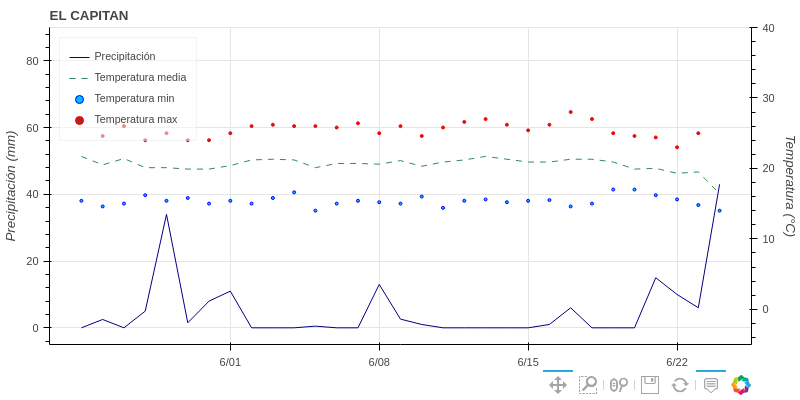 EL CAPITAN
Precipitación
Temperatura media
Temperatura min
Temperatura max
Precipitación (mm)
80
60
40
20
0
40
30
20
10
0
Temperatura (°C)
6/01
6/08
6/15
6/22